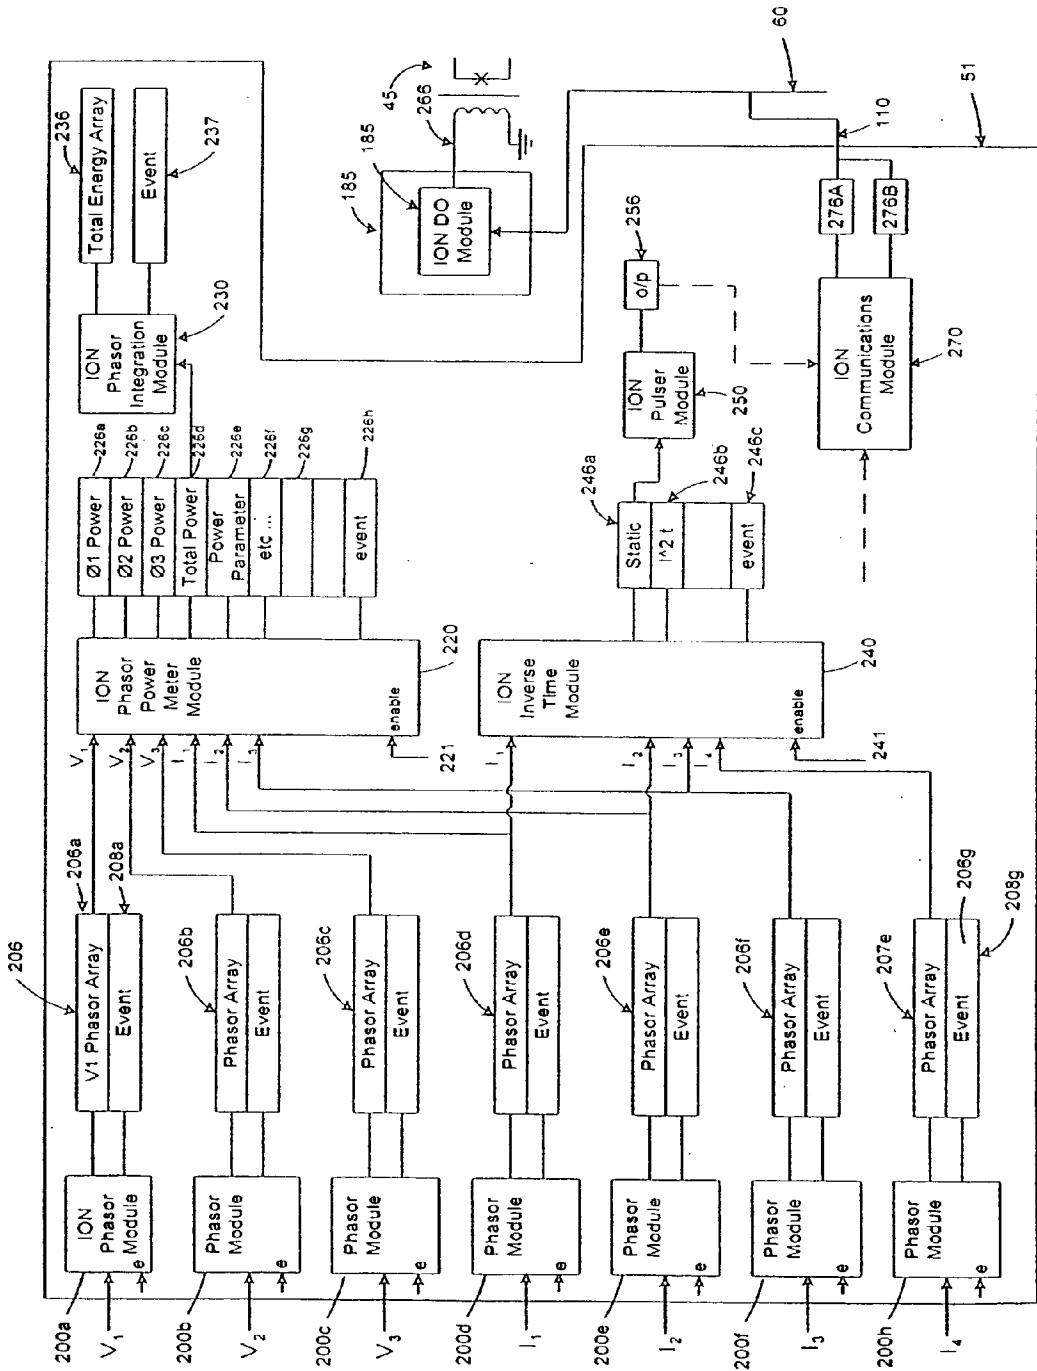 200a
V1
ION
Phasor
Module
e
206
V1 Phasor Array
Event
206a
208a
200b
V2
Phasor
Module
e
206b
Phasor Array
Event
200c
V3
Phasor
Module
e
206c
Phasor Array
Event
200d
I1
Phasor
Module
e
206d
Phasor Array
Event
200e
I2
Phasor
Module
e
206e
Phasor Array
Event
200f
I3
Phasor
Module
e
206f
Phasor Array
Event
200h
I4
Phasor
Module
e
207e
Phasor Array
Event
206g
208g
V1
V2
V3
I1
I2
I3
221
ION
Phasor
Power
Meter
Module
enable
220
Ø1 Power
Ø2 Power
Ø3 Power
Total Power
Power
Parameter
etc ...
event
226a
226b
226c
226d
226e
226f
226g
226h
ION
Phasor
Integration
Module
230
Total Energy Array
236
Event
237
I1
I2
I3
I4
241
ION
Inverse
Time
Module
enable
240
Static
I^2 t
event
246a
246b
246c
ION
Pulser
Module
250
o/p
256
185
185
ION DO
Module
266
45
ION
Communications
Module
270
276A
276B
110
60
51